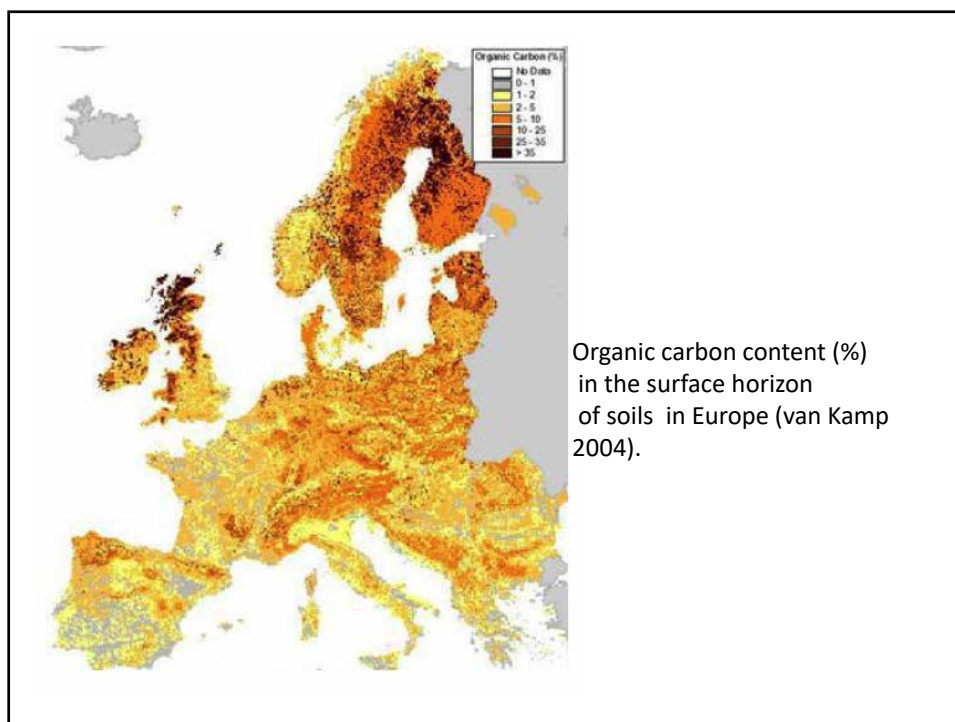 Organic Carbon (%)
No Data
0 - 1
1 - 2
2 - 5
5 - 10
10 - 25
25 - 35
> 35
Organic carbon content (%)
in the surface horizon
of soils in Europe (van Kamp
2004).